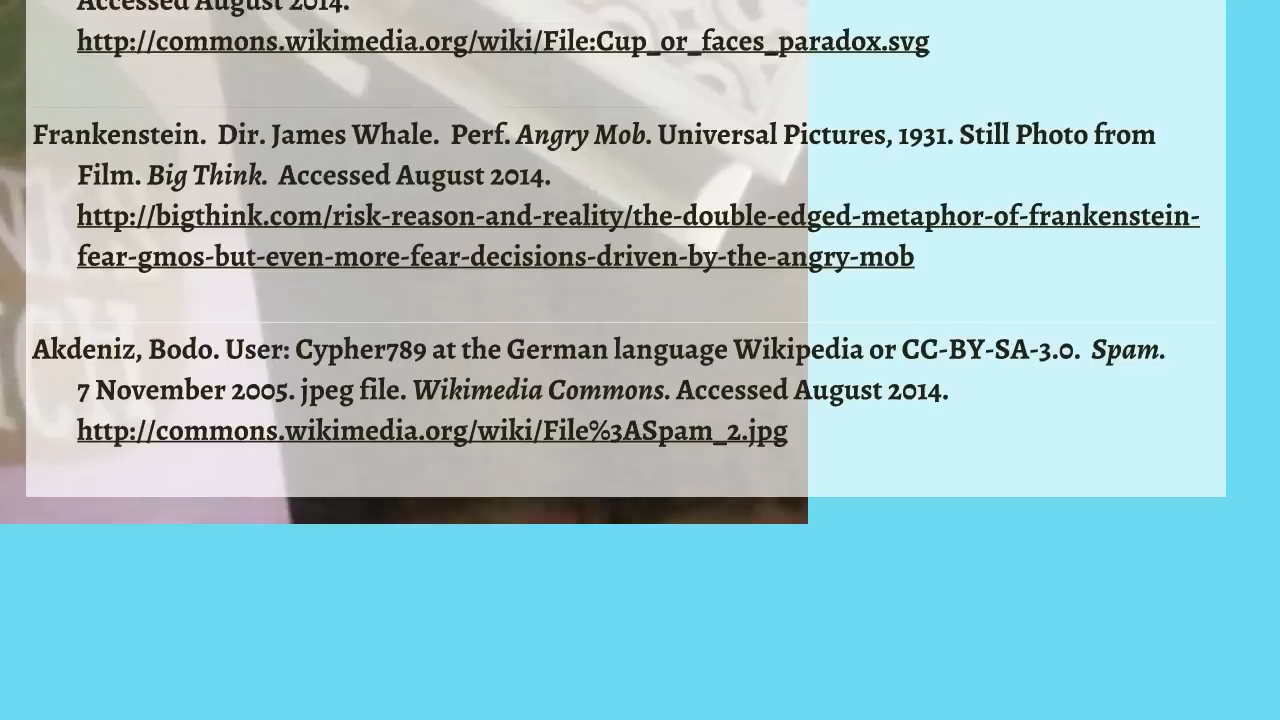 Accessed August 2014.
http://commons.wikimedia.org/wiki/File:Cup_or_faces_paradox.svg
Frankenstein. Dir. James Whale. Perf. Angry Mob. Universal Pictures, 1931. Still Photo from
Film. Big Think. Accessed August 2014.
http://bigthink.com/risk-reason-and-reality/the-double-edged-metaphor-of-frankenstein-
fear-gmos-but-even-more-fear-decisions-driven-by-the-angry-mob
Akdeniz, Bodo. User: Cypher789 at the German language Wikipedia or CC-BY-SA-3.0. Spam.
7 November 2005. jpeg file. Wikimedia Commons. Accessed August 2014.
http://commons.wikimedia.org/wiki/File%3ASpam_2.jpg